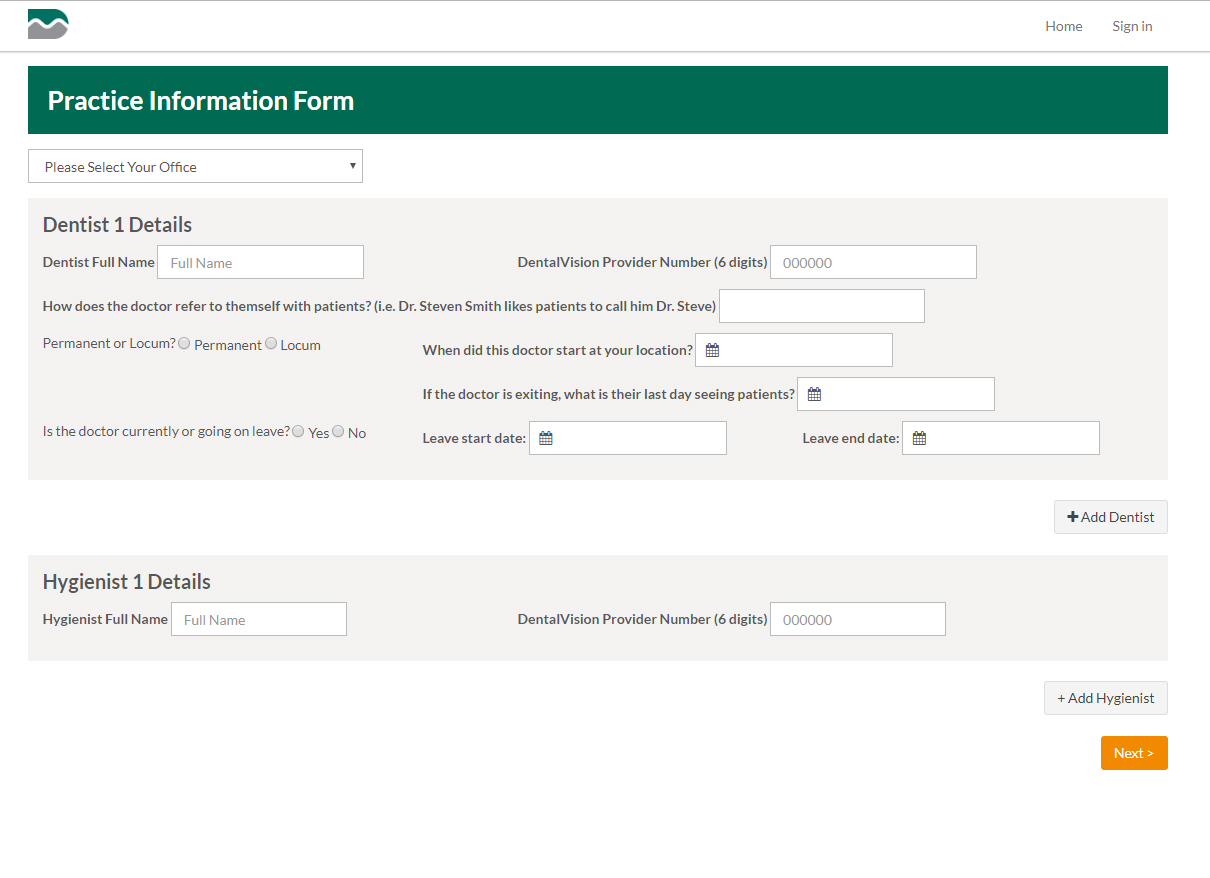 Home Sign in
Practice Information Form
Please Select Your Office
Dentist 1 Details
Dentist Full Name Full Name DentalVision Provider Number (6 digits) 000000
How does the doctor refer to themself with patients? (i.e. Dr. Steven Smith likes patients to call him Dr. Steve)
Permanent or Locum? Permanent Locum When did this doctor start at your location?
If the doctor is exiting, what is their last day seeing patients?
Is the doctor currently or going on leave? Yes No Leave start date: Leave end date:
+ Add Dentist
Hygienist 1 Details
Hygienist Full Name Full Name DentalVision Provider Number (6 digits) 000000
+ Add Hygienist
Next >